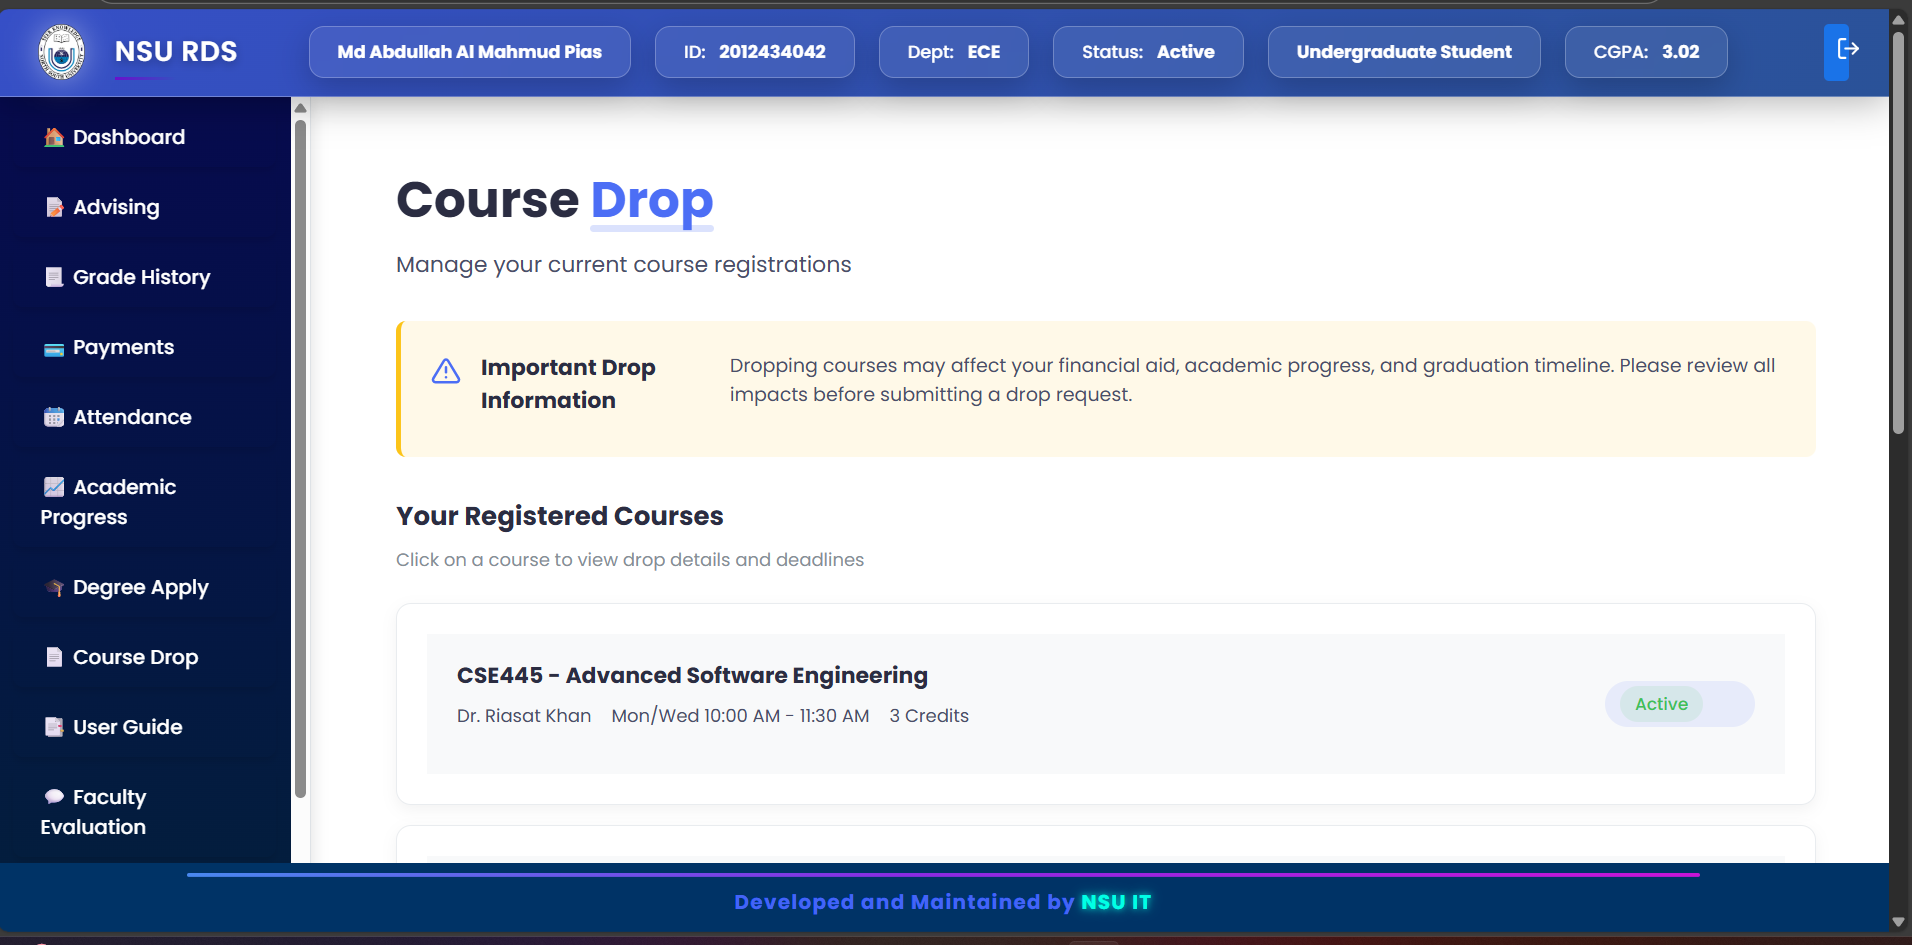 NSU RDS
Md Abdullah Al Mahmud Pias
ID: 2012434042
Dept: ECE
Status: Active
Undergraduate Student
CGPA: 3.02
Dashboard
Advising
Grade History
Payments
Attendance
Academic
Progress
Degree Apply
Course Drop
User Guide
Faculty
Evaluation
Course Drop
Manage your current course registrations
Important Drop
Information
Dropping courses may affect your financial aid, academic progress, and graduation timeline. Please review all
impacts before submitting a drop request.
Your Registered Courses
Click on a course to view drop details and deadlines
CSE445 - Advanced Software Engineering
Dr. Riasat Khan Mon/Wed 10:00 AM - 11:30 AM 3 Credits
Active
Developed and Maintained by NSU IT